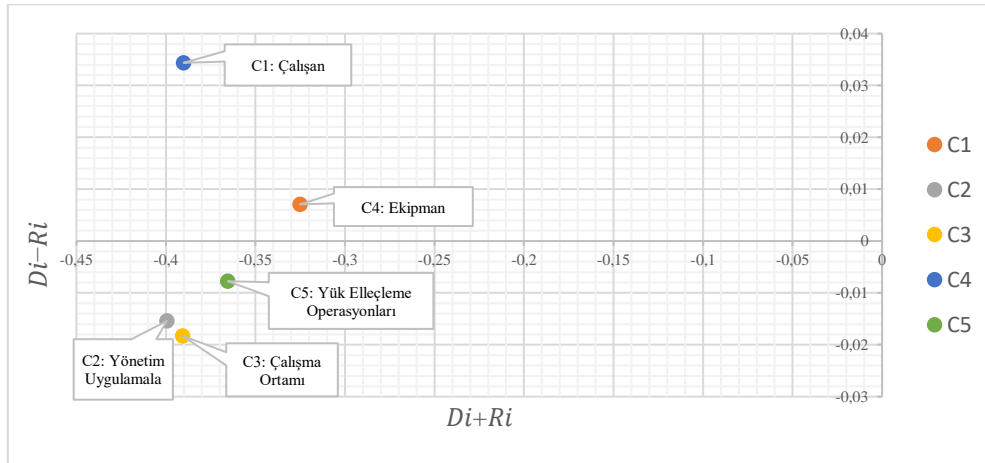 0,04
C1: Çalışan
0,03
0,02
C1
0,01
C2
C4: Ekipman
0
C3
-0,45 -0,4 -0,35 -0,3 -0,25 -0,2 -0,15 -0,1 -0,05 0
C4
C5: Yük Elleçleme
Operasyonları
-0,01
C5
C2: Yönetim
Uygulamala
C3: Çalışma
Ortamı
-0,02
-0,03
Di−Ri
Di+Ri